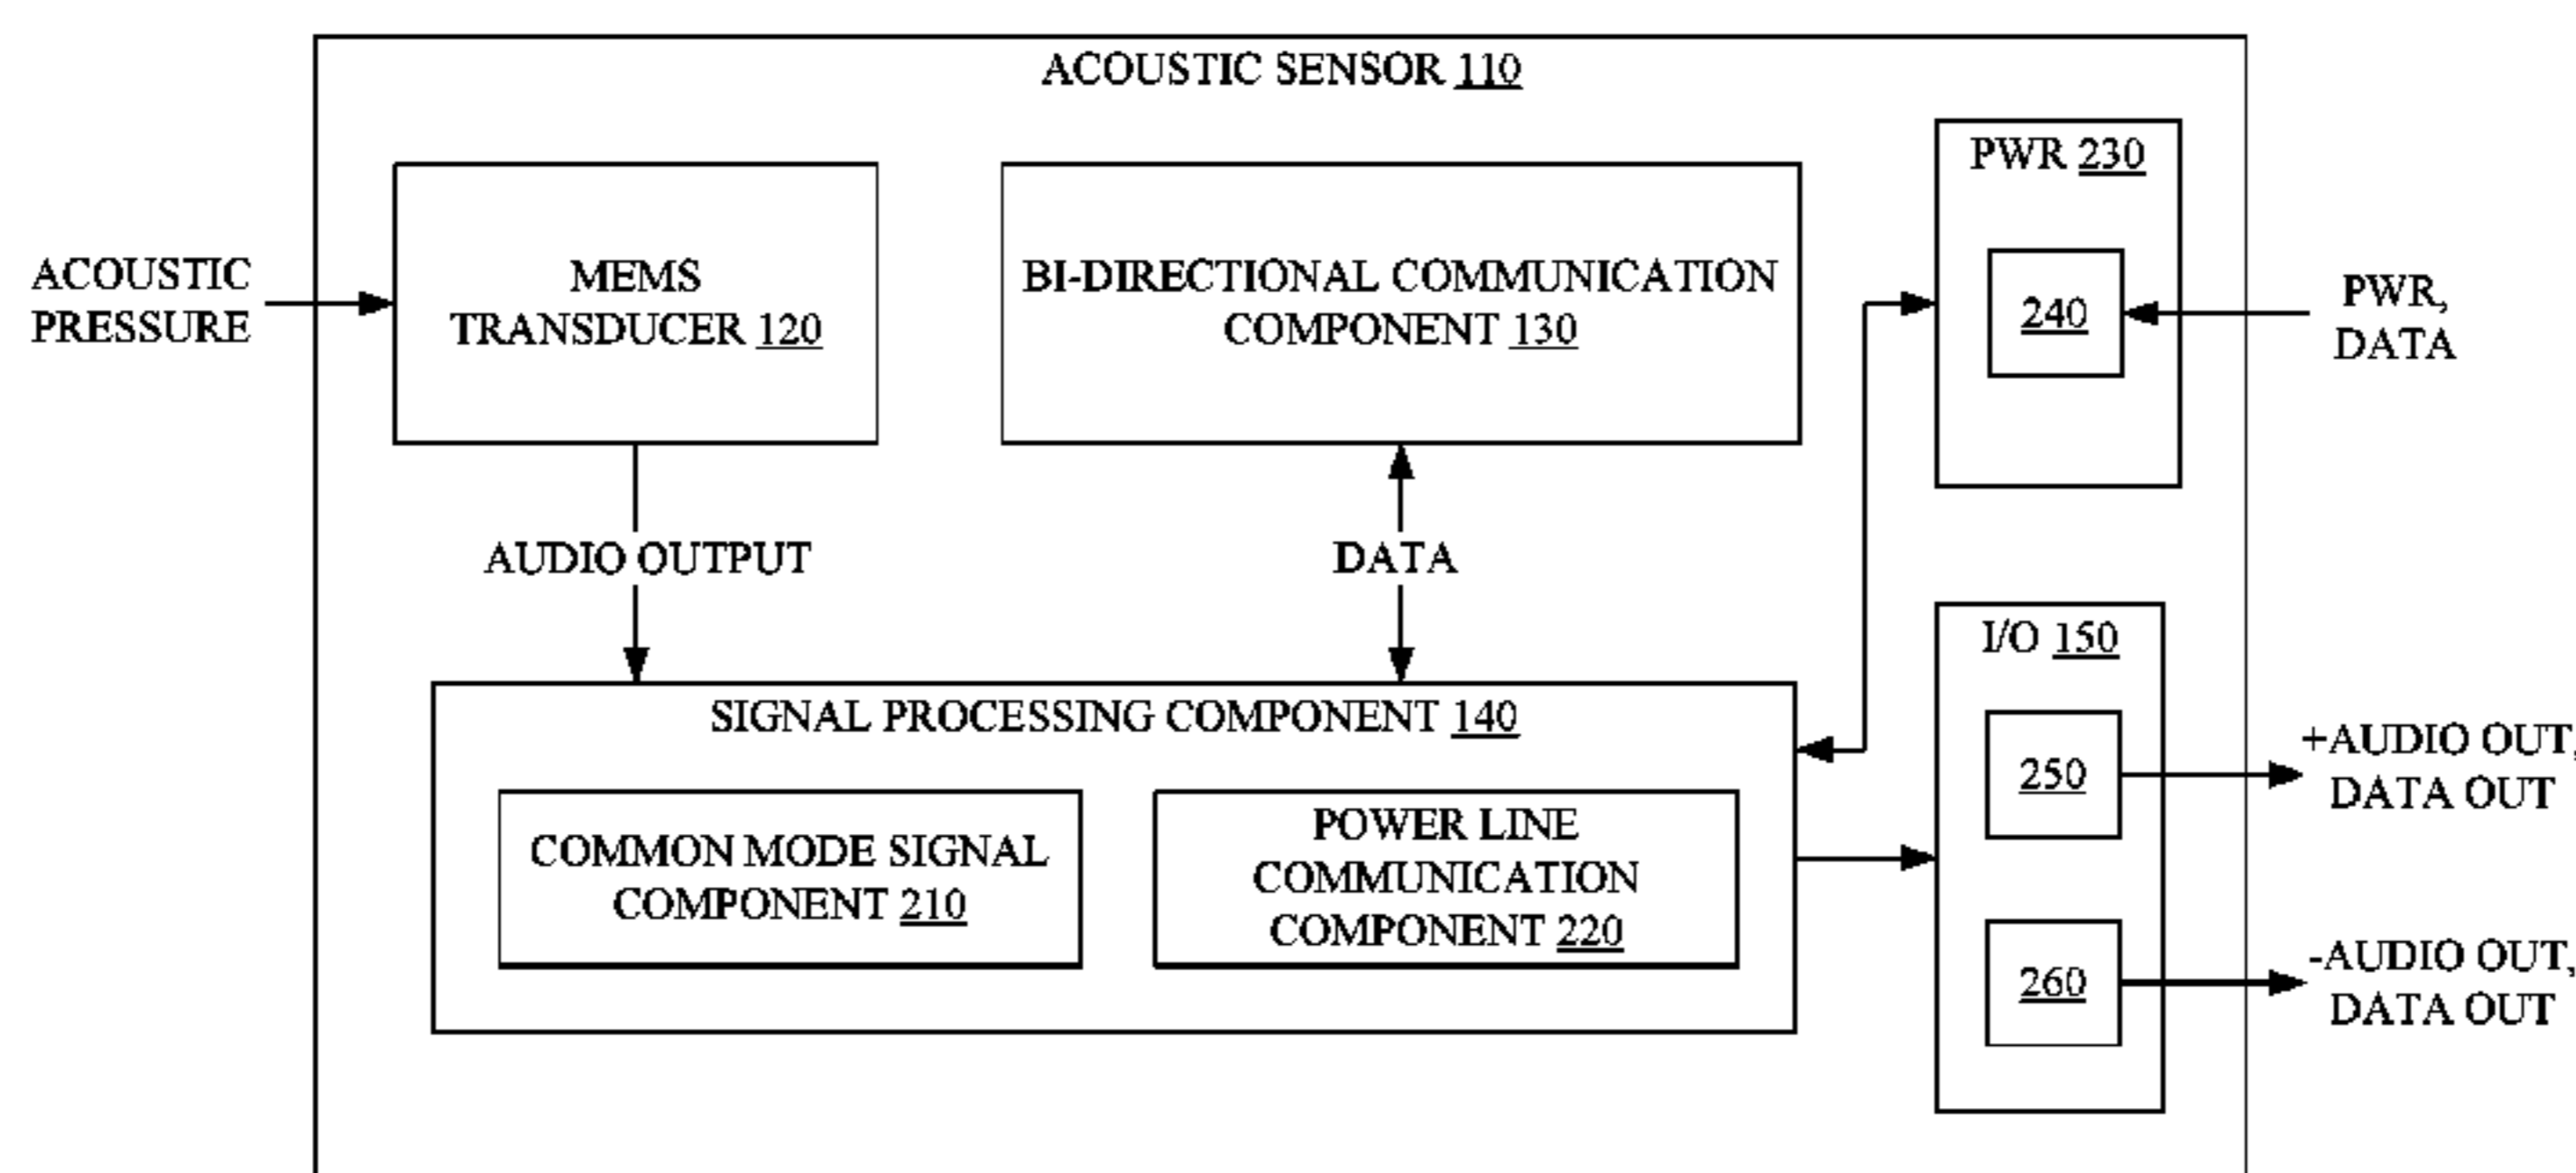 ACOUSTIC SENSOR 110
ACOUSTIC
PRESSURE
MEMS
TRANSDUCER 120
BI-DIRECTIONAL COMMUNICATION
COMPONENT 130
PWR 230
240
PWR,
DATA
AUDIO OUTPUT
DATA
SIGNAL PROCESSING COMPONENT 140
COMMON MODE SIGNAL
COMPONENT 210
POWER LINE
COMMUNICATION
COMPONENT 220
I/O 150
250
+AUDIO OUT,
DATA OUT
260
-AUDIO OUT,
DATA OUT